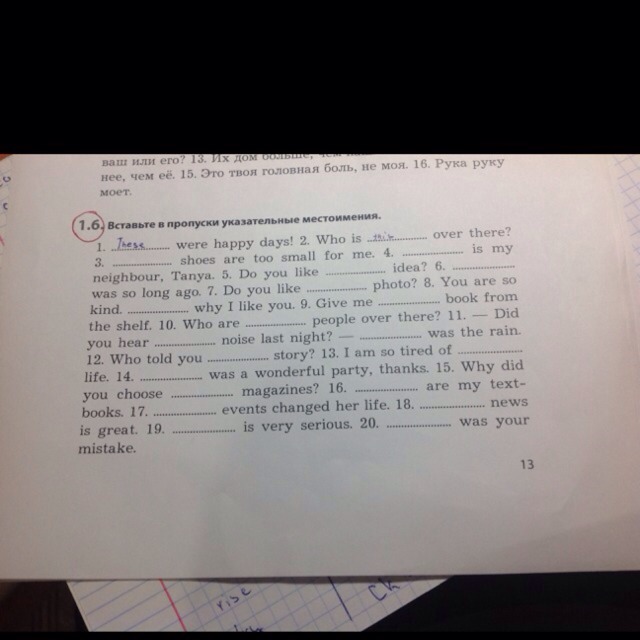 ваш или его? 13. Их дом больше,
нее, чем её. 15. Это твоя головная боль, не моя. 16. Рука руку
моет.
1.6. Вставьте в пропуски указательные местоимения.
1. These were happy days! 2. Who is this over there?
3. .............. shoes are too small for me. 4. .............. is my
neighbour, Tanya. 5. Do you like .............. idea? 6. ..............
was so long ago. 7. Do you like .............. photo? 8. You are so
kind. .............. why I like you. 9. Give me .............. book from
the shelf. 10. Who are .............. people over there? 11. — Did
you hear .............. noise last night? — .............. was the rain.
12. Who told you .............. story? 13. I am so tired of ..............
life. 14. .............. was a wonderful party, thanks. 15. Why did
you choose .............. magazines? 16. .............. are my text-
books. 17. .............. events changed her life. 18. .............. news
is great. 19. .............. is very serious. 20. .............. was your
mistake.
13
rise